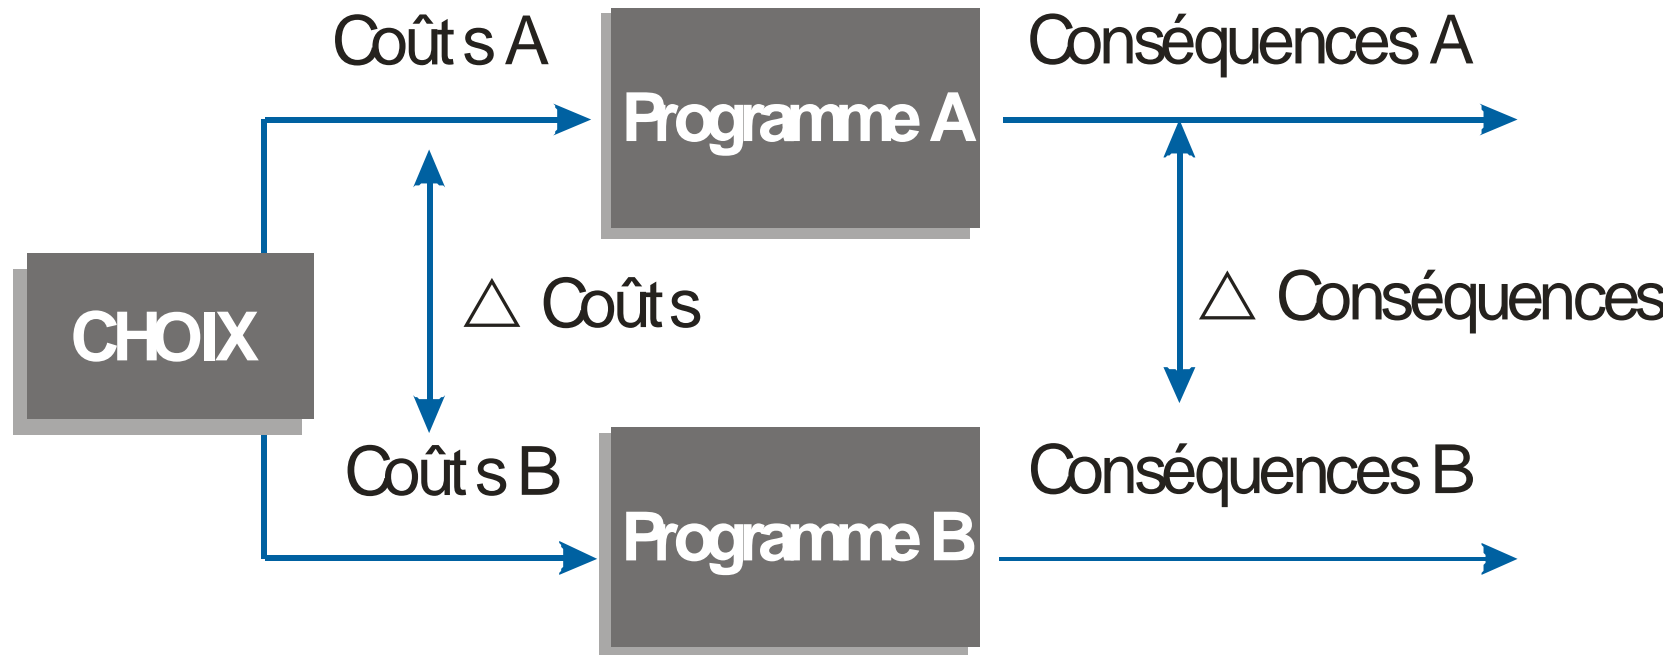 Coûts A
Conséquences A
Programme A
CHOIX
△ Coûts
△ Conséquences
Coûts B
Conséquences B
Programme B